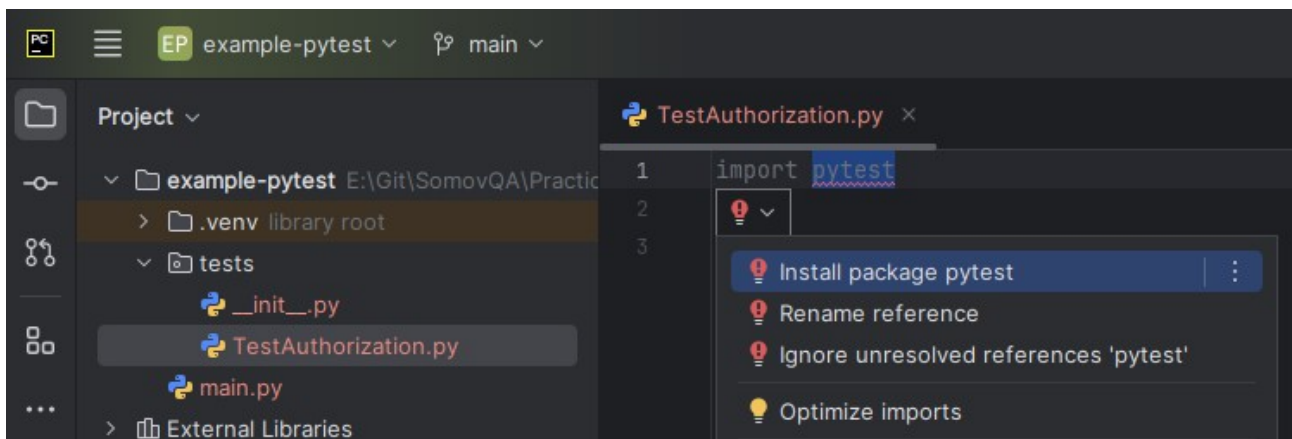 PC
EP example-pytest main
Project
TestAuthorization.py
example-pytest E:\Git\SomovQA\Practic
1 import pytest
.venv library root
2
tests
3
Install package pytest
__init__.py
Rename reference
TestAuthorization.py
Ignore unresolved references 'pytest'
main.py
Optimize imports
External Libraries